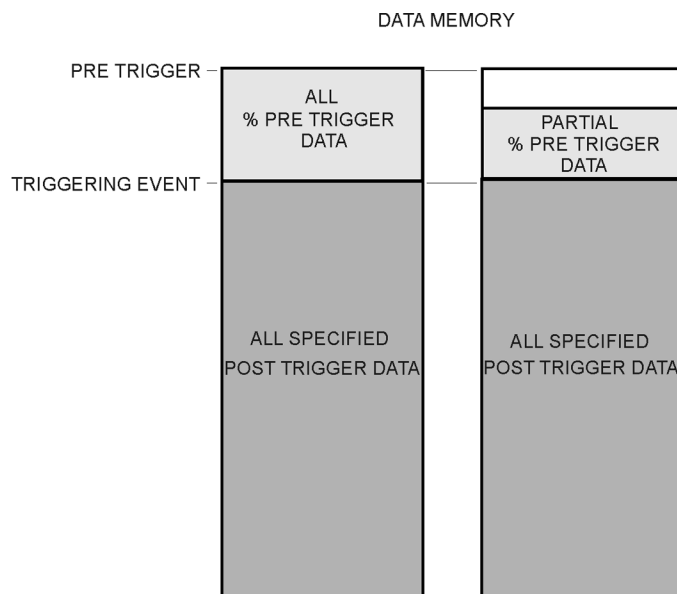 DATA MEMORY
PRE TRIGGER
ALL
% PRE TRIGGER
DATA
PARTIAL
% PRE TRIGGER
DATA
TRIGGERING EVENT
ALL SPECIFIED
POST TRIGGER DATA
ALL SPECIFIED
POST TRIGGER DATA